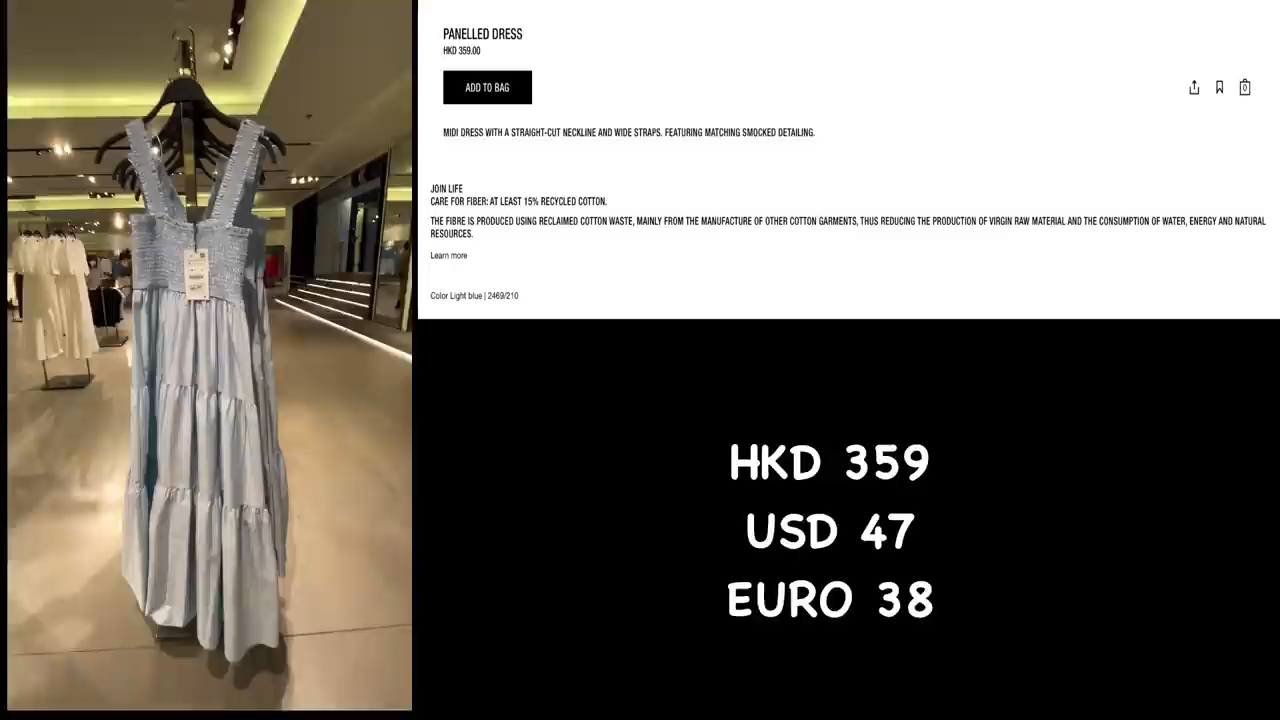 PANELLED DRESS
HKD 359.00
ADD TO BAG
0
MIDI DRESS WITH A STRAIGHT-CUT NECKLINE AND WIDE STRAPS. FEATURING MATCHING SMOCKED DETAILING.
JOIN LIFE
CARE FOR FIBER: AT LEAST 15% RECYCLED COTTON.
THE FIBRE IS PRODUCED USING RECLAIMED COTTON WASTE, MAINLY FROM THE MANUFACTURE OF OTHER COTTON GARMENTS, THUS REDUCING THE PRODUCTION OF VIRGIN RAW MATERIAL AND THE CONSUMPTION OF WATER, ENERGY AND NATURAL
RESOURCES.
Learn more
Color Light blue | 2469/210
HKD 359
USD 47
EURO 38